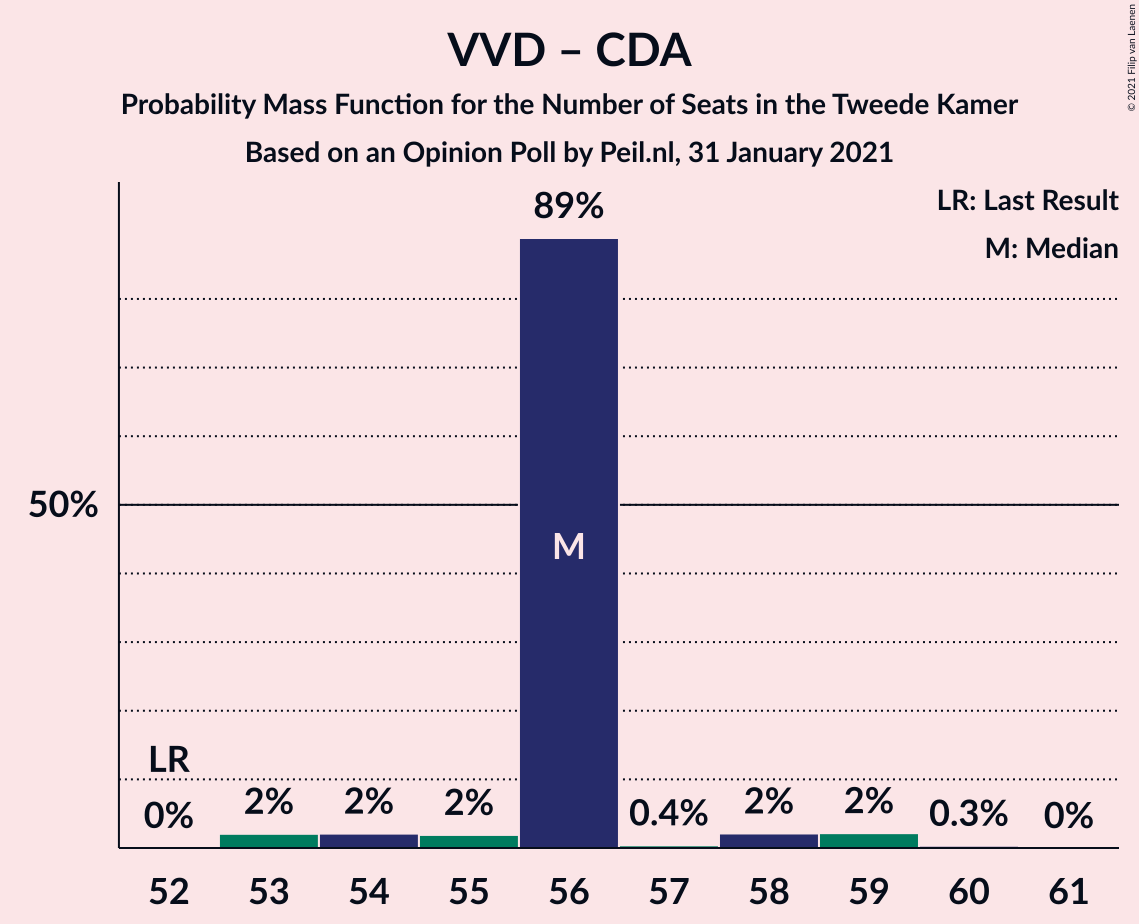 VVD – CDA
Probability Mass Function for the Number of Seats in the Tweede Kamer
Based on an Opinion Poll by Peil.nl, 31 January 2021
© 2021 Filip van Laenen
LR: Last Result
M: Median
89%
50%
M
LR
0% 2% 2% 2% 0.4% 2% 2% 0.3% 0%
52 53 54 55 56 57 58 59 60 61